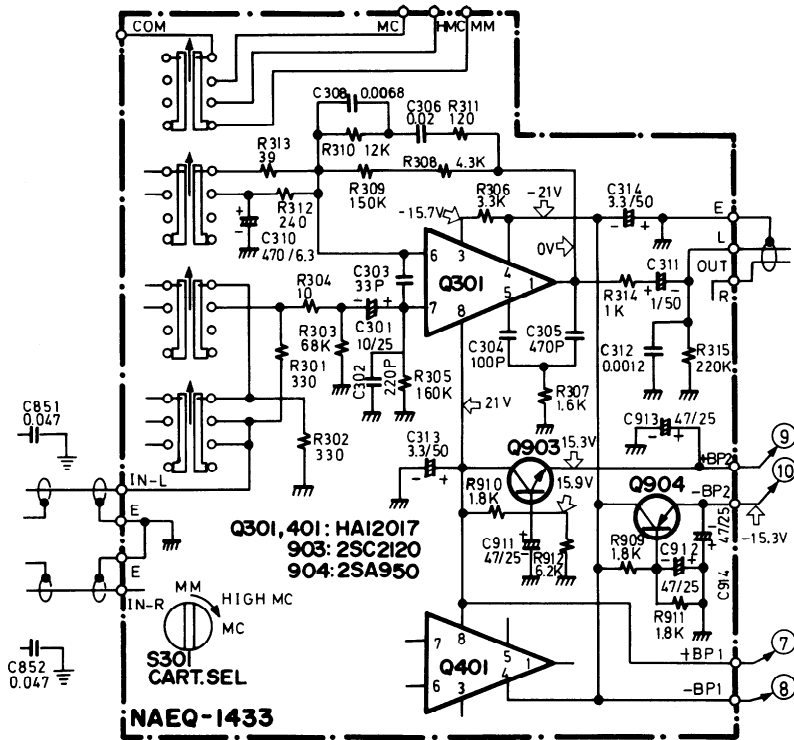 COM
MC
HMC
MM
C308 0.0068
C306
0.02
R311
120
R313
39
R310 12K
R308 4.3K
R309
150K
R312
240
C310
470/6.3
R306
3.3K
-15.7V
-21V
C314
3.3/50
E
L
OUT
R
0V
C303
33P
6
3
4
Q301
1
7
8
5
R304
10
R303
68K
C301
10/25
R301
330
C302
220P
R305
160K
C304
100P
C305
470P
R307
1.6K
R314
1K
C311
1/50
C312
0.0012
R315
220K
21V
R302
330
C851
0.047
C313
3.3/50
Q903
15.3V
15.9V
C913
47/25
+BP2
9
10
-BP2
Q904
47/25
C914
-15.3V
R910
1.8K
C911
47/25
R912
6.2K
R909
1.8K
C912
47/25
R911
1.8K
IN-L
E
E
IN-R
Q301,401: HA12017
903: 2SC2120
904: 2SA950
MM
HIGH MC
MC
S301
CART.SEL
C852
0.047
7
8
5
Q401
1
4
6
3
+BP1
7
-BP1
8
NAEQ-1433